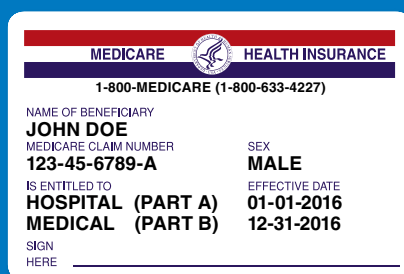 MEDICARE HEALTH INSURANCE
1-800-MEDICARE (1-800-633-4227)
NAME OF BENEFICIARY
JOHN DOE
MEDICARE CLAIM NUMBER SEX
123-45-6789-A MALE
IS ENTITLED TO EFFECTIVE DATE
HOSPITAL (PART A) 01-01-2016
MEDICAL (PART B) 12-31-2016
SIGN
HERE